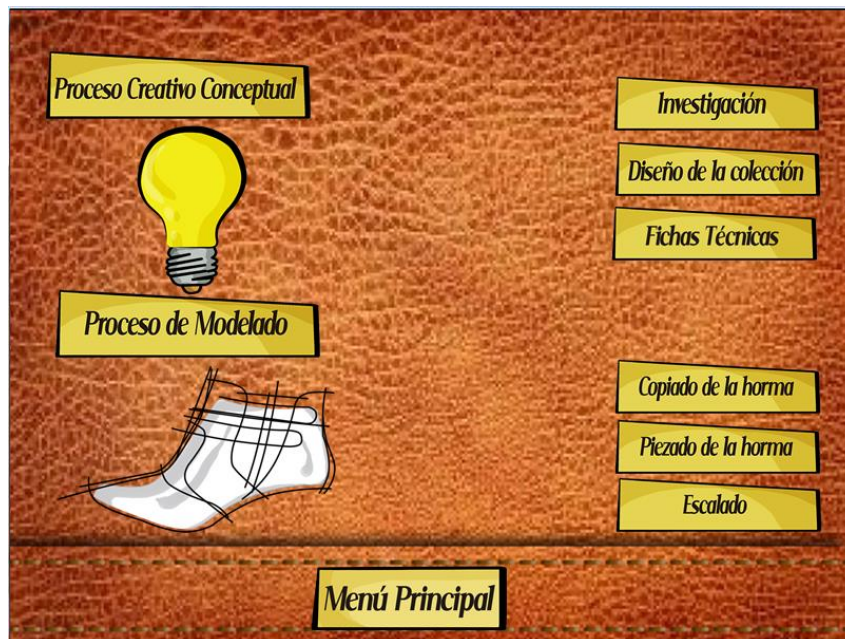 Proceso Creativo Conceptual
Investigación
Diseño de la colección
Fichas Técnicas
Proceso de Modelado
Copiado de la horma
Piezado de la horma
Escalado
Menú Principal